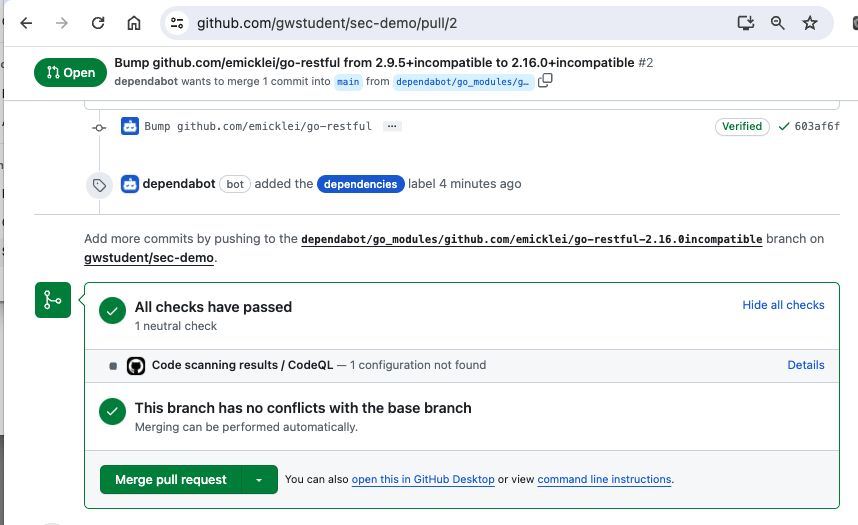 github.com/gwstudent/sec-demo/pull/2
Open
Bump github.com/emicklei/go-restful from 2.9.5+incompatible to 2.16.0+incompatible #2
dependabot wants to merge 1 commit into main from dependabot/go_modules/g…
Bump github.com/emicklei/go-restful ··· Verified 603af6f
dependabot bot added the dependencies label 4 minutes ago
Add more commits by pushing to the dependabot/go_modules/github.com/emicklei/go-restful-2.16.0incompatible branch on
gwstudent/sec-demo.
All checks have passed
Hide all checks
1 neutral check
Code scanning results / CodeQL — 1 configuration not found Details
This branch has no conflicts with the base branch
Merging can be performed automatically.
Merge pull request You can also open this in GitHub Desktop or view command line instructions.